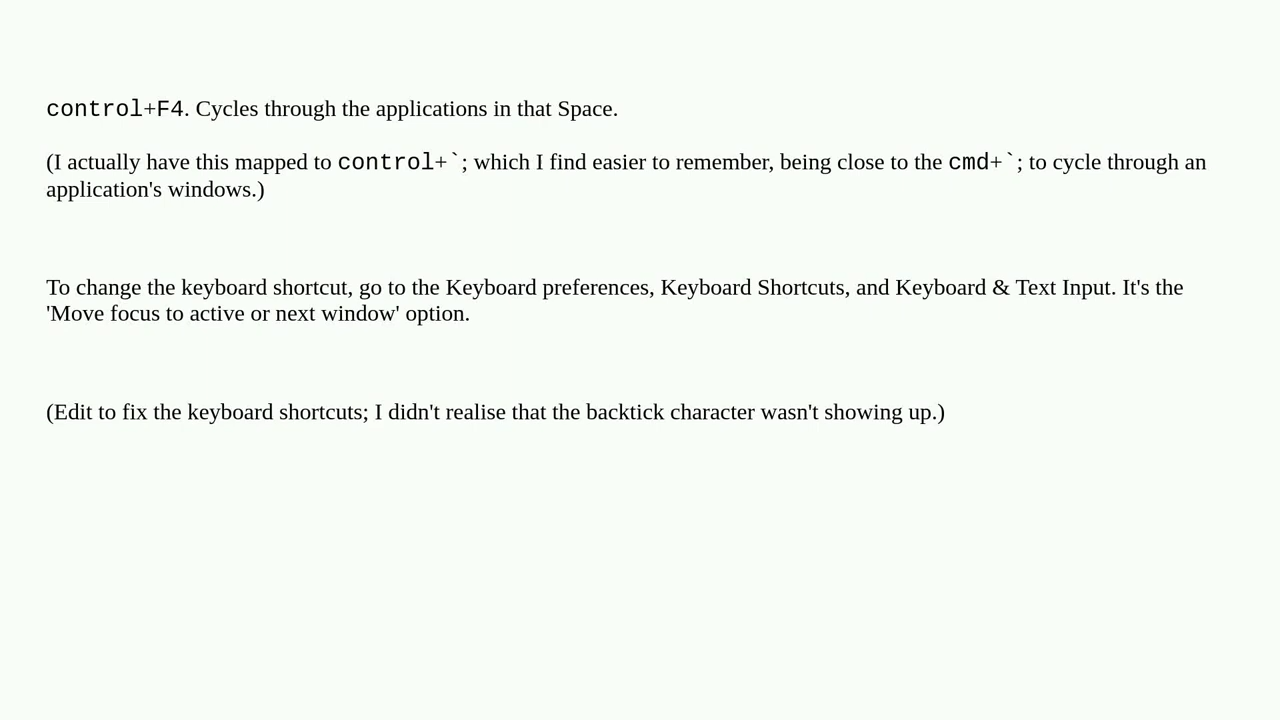 control+F4. Cycles through the applications in that Space.
(I actually have this mapped to control+`; which I find easier to remember, being close to the cmd+`; to cycle through an
application's windows.)
To change the keyboard shortcut, go to the Keyboard preferences, Keyboard Shortcuts, and Keyboard & Text Input. It's the
'Move focus to active or next window' option.
(Edit to fix the keyboard shortcuts; I didn't realise that the backtick character wasn't showing up.)